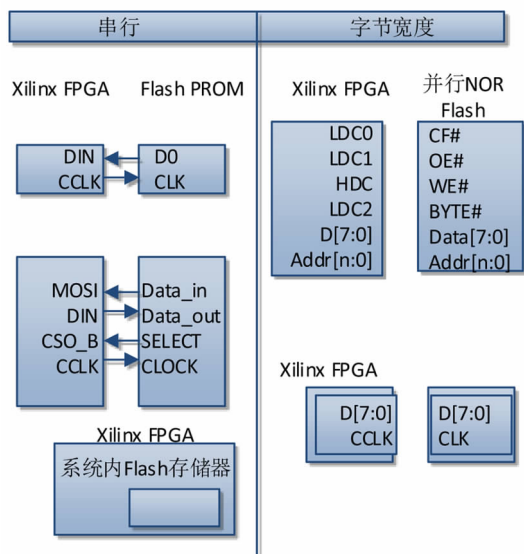 串行
字节宽度
Xilinx FPGA
Flash PROM
DIN
D0
CCLK
CLK
MOSI
Data_in
DIN
Data_out
CSO_B
SELECT
CCLK
CLOCK
Xilinx FPGA
系统内Flash存储器
Xilinx FPGA
并行NOR
Flash
LDC0
CF#
LDC1
OE#
HDC
WE#
LDC2
BYTE#
D[7:0]
Data[7:0]
Addr[n:0]
Addr[n:0]
Xilinx FPGA
D[7:0]
D[7:0]
CCLK
CLK